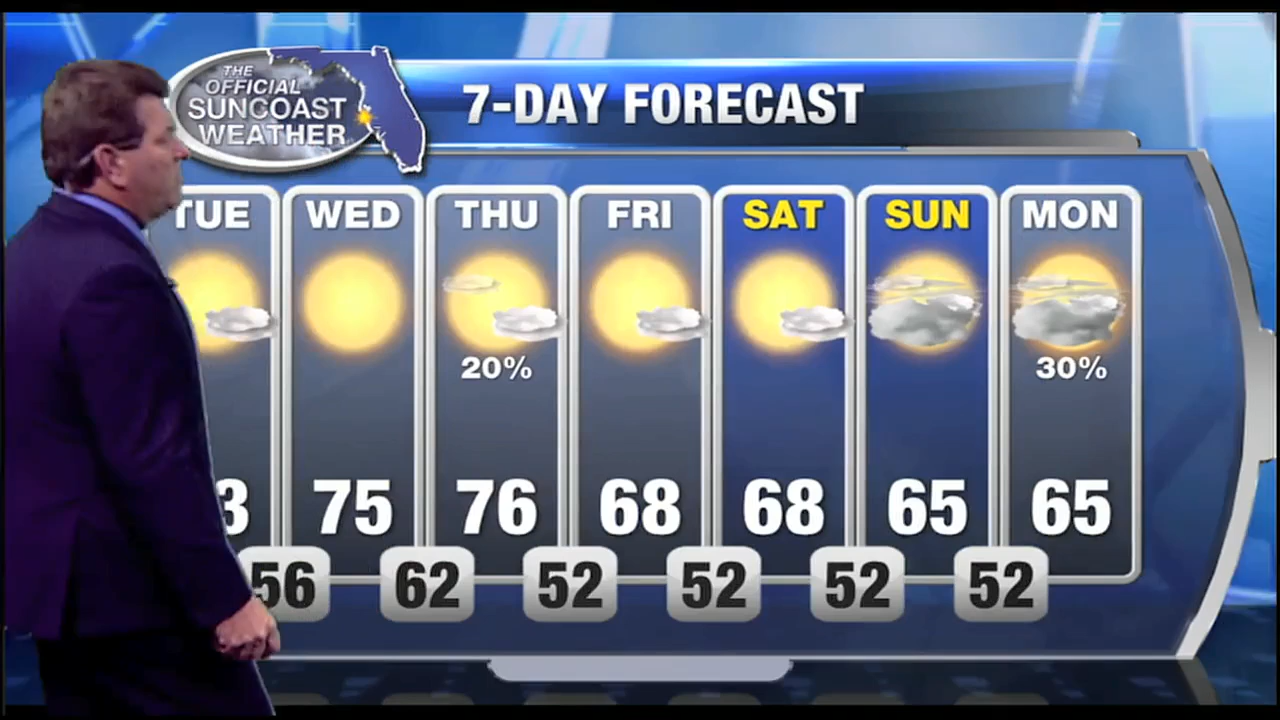 THE
OFFICIAL
SUNCOAST
WEATHER
7-DAY FORECAST
TUE WED THU FRI SAT SUN MON
20% 30%
3 75 76 68 68 65 65
56 62 52 52 52 52